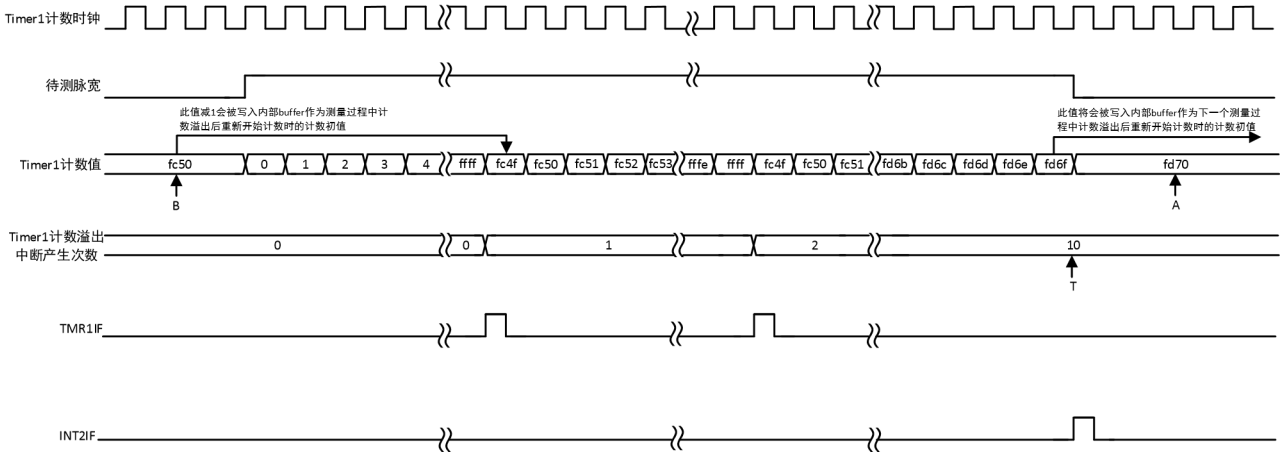 Timer1计数时钟
待测脉宽
此值减1会被写入内部buffer作为测量过程中计
数溢出后重新开始计数时的计数初值
此值将会被写入内部buffer作为下一个测量过
程中计数溢出后重新开始计数时的计数初值
Timer1计数值
fc50 0 1 2 3 4 ffff fc4f fc50 fc51 fc52 fc53 fffe ffff fc4f fc50 fc51 fd6b fd6c fd6d fd6e fd6f fd70
B
A
Timer1计数溢出
中断产生次数
0 0 1 2 10
T
TMR1IF
INT2IF